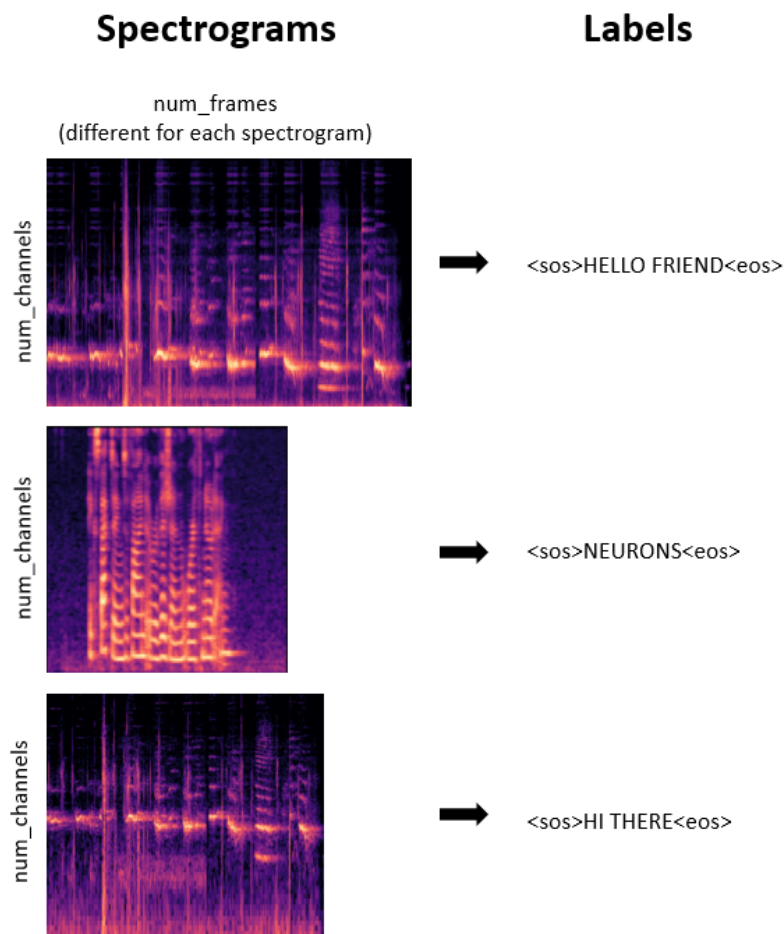 Spectrograms
Labels
num_frames
(different for each spectrogram)
num_channels
<sos>HELLO FRIEND<eos>
num_channels
<sos>NEURONS<eos>
num_channels
<sos>HI THERE<eos>